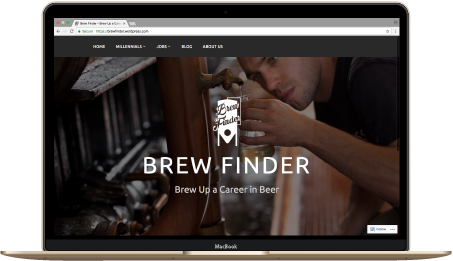 Brew Finder – Brew Up a Career
Secure https://brewfinder.wordpress.com
HOME MILLENNIALS JOBS BLOG ABOUT US
Brew
Finder
BREW FINDER
Brew Up a Career in Beer
Follow
MacBook